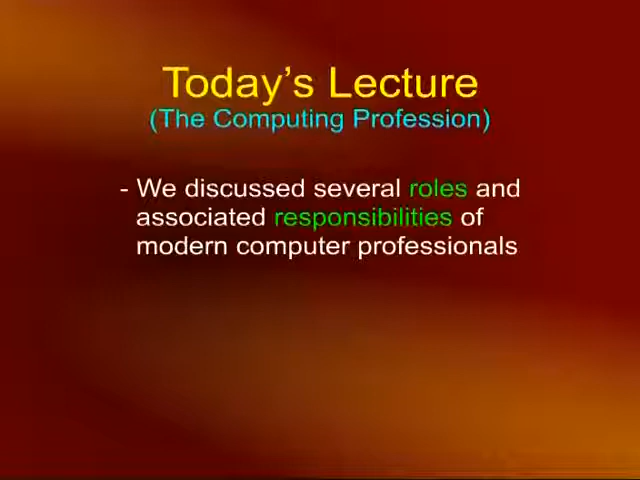 Today’s Lecture
(The Computing Profession)
- We discussed several roles and
associated responsibilities of
modern computer professionals